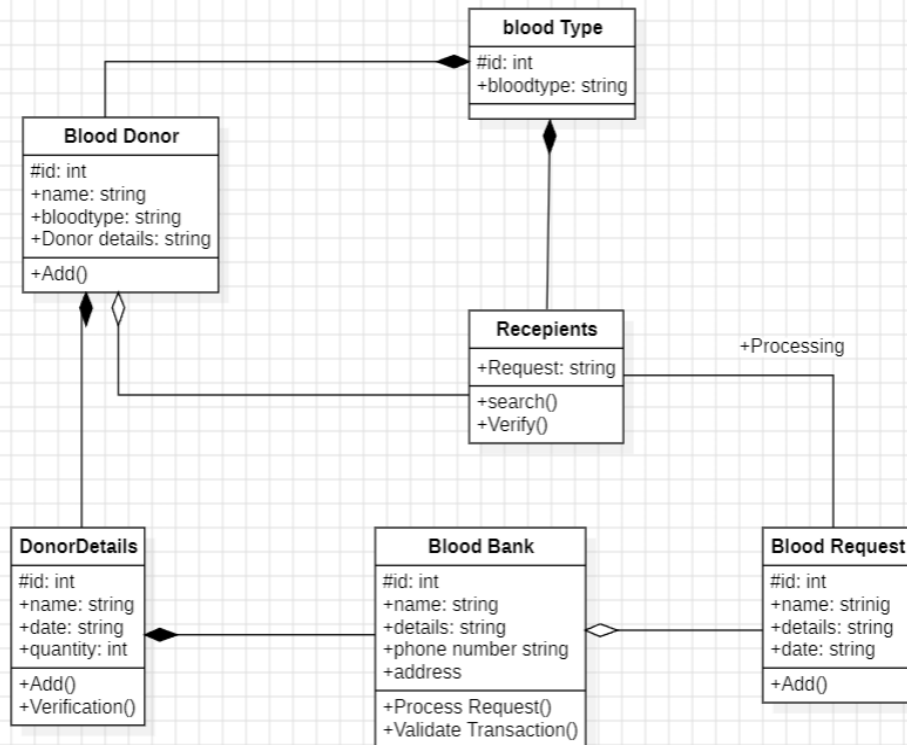 blood Type
#id: int
+bloodtype: string
Blood Donor
#id: int
+name: string
+bloodtype: string
+Donor details: string
+Add()
Recepients
+Request: string
+search()
+Verify()
+Processing
DonorDetails
#id: int
+name: string
+date: string
+quantity: int
+Add()
+Verification()
Blood Bank
#id: int
+name: string
+details: string
+phone number string
+address
+Process Request()
+Validate Transaction()
Blood Request
#id: int
+name: strinig
+details: string
+date: string
+Add()